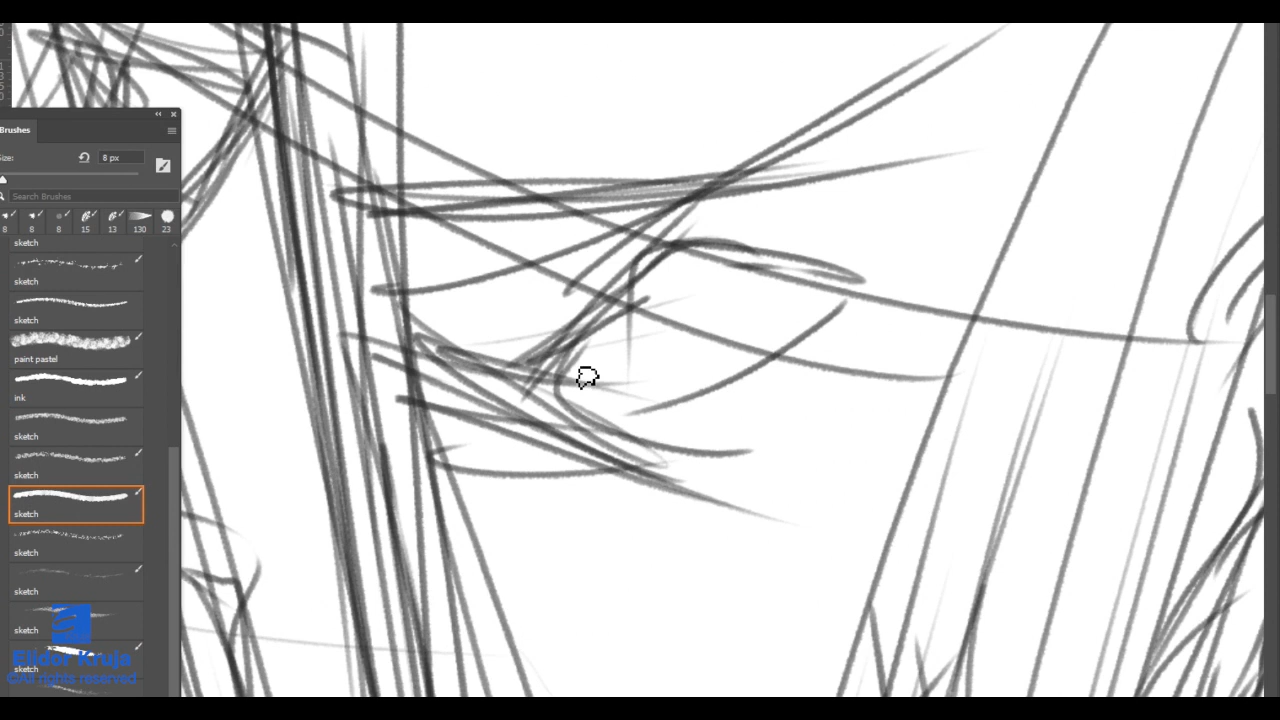 Brushes
Size:
8 px
Search Brushes
8 8 8 15 13 130 23
sketch
sketch
sketch
paint pastel
ink
sketch
sketch
sketch
sketch
sketch
sketch
Elidor Kruja
sketch
©All rights reserved